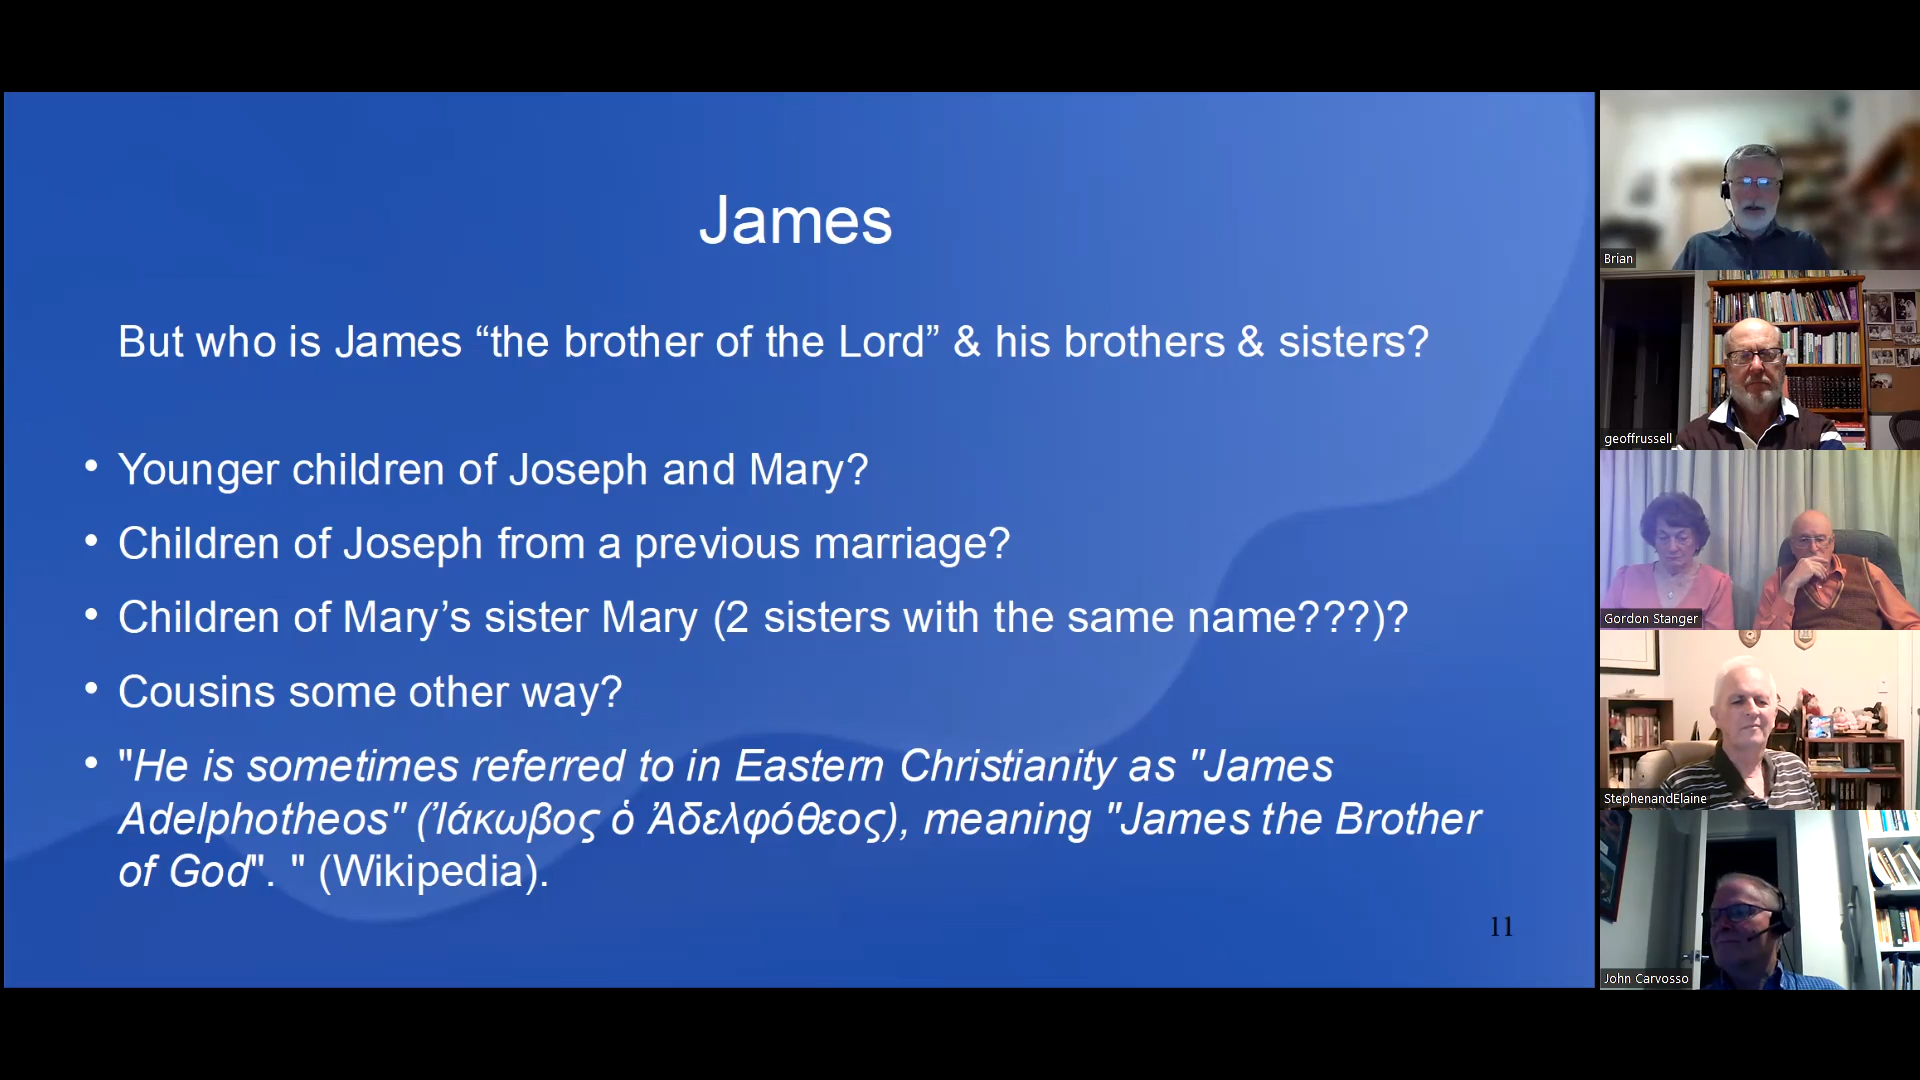 James
But who is James “the brother of the Lord” & his brothers & sisters?
• Younger children of Joseph and Mary?
• Children of Joseph from a previous marriage?
• Children of Mary’s sister Mary (2 sisters with the same name???)?
• Cousins some other way?
• "He is sometimes referred to in Eastern Christianity as "James
Adelphotheos" (Ἰάκωβος ὁ Ἀδελφόθεος), meaning "James the Brother
of God". " (Wikipedia).
11
Brian
geoffrussell
Gordon Stanger
StephenandElaine
John Carvosso